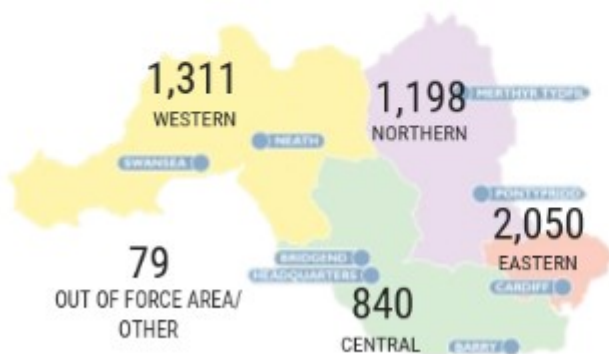 1,311
WESTERN
1,198
NORTHERN
MERTHYR TYDFIL
NEATH
SWANSEA
PONTYPRIDD
2,050
EASTERN
CARDIFF
79
OUT OF FORCE AREA/
OTHER
BRIDGEND
HEADQUARTERS
840
CENTRAL
BARRY